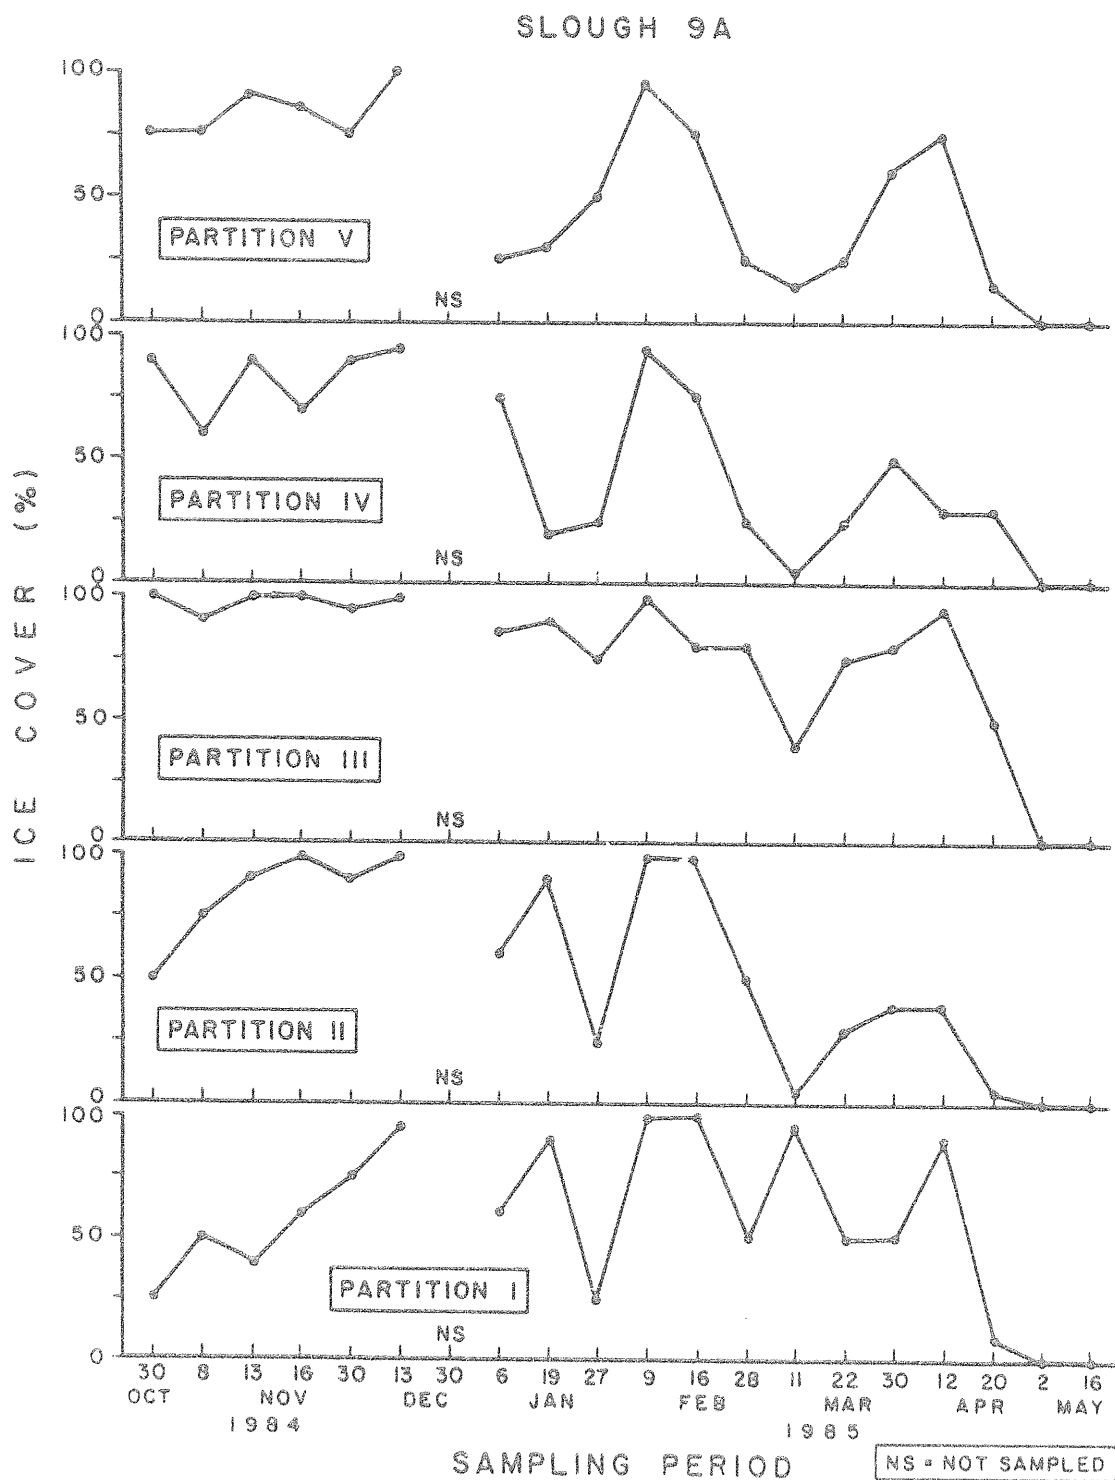 SLOUGH 9A
ICE COVER (%)
100
50
0
PARTITION V
NS
100
50
0
PARTITION IV
NS
100
50
0
PARTITION III
NS
100
50
0
PARTITION II
NS
100
50
0
PARTITION I
NS
30 8 13 16 30 13 30 6 19 27 9 16 28 11 22 30 12 20 2 16
OCT NOV DEC JAN FEB MAR APR MAY
1984 1985
SAMPLING PERIOD
NS = NOT SAMPLED